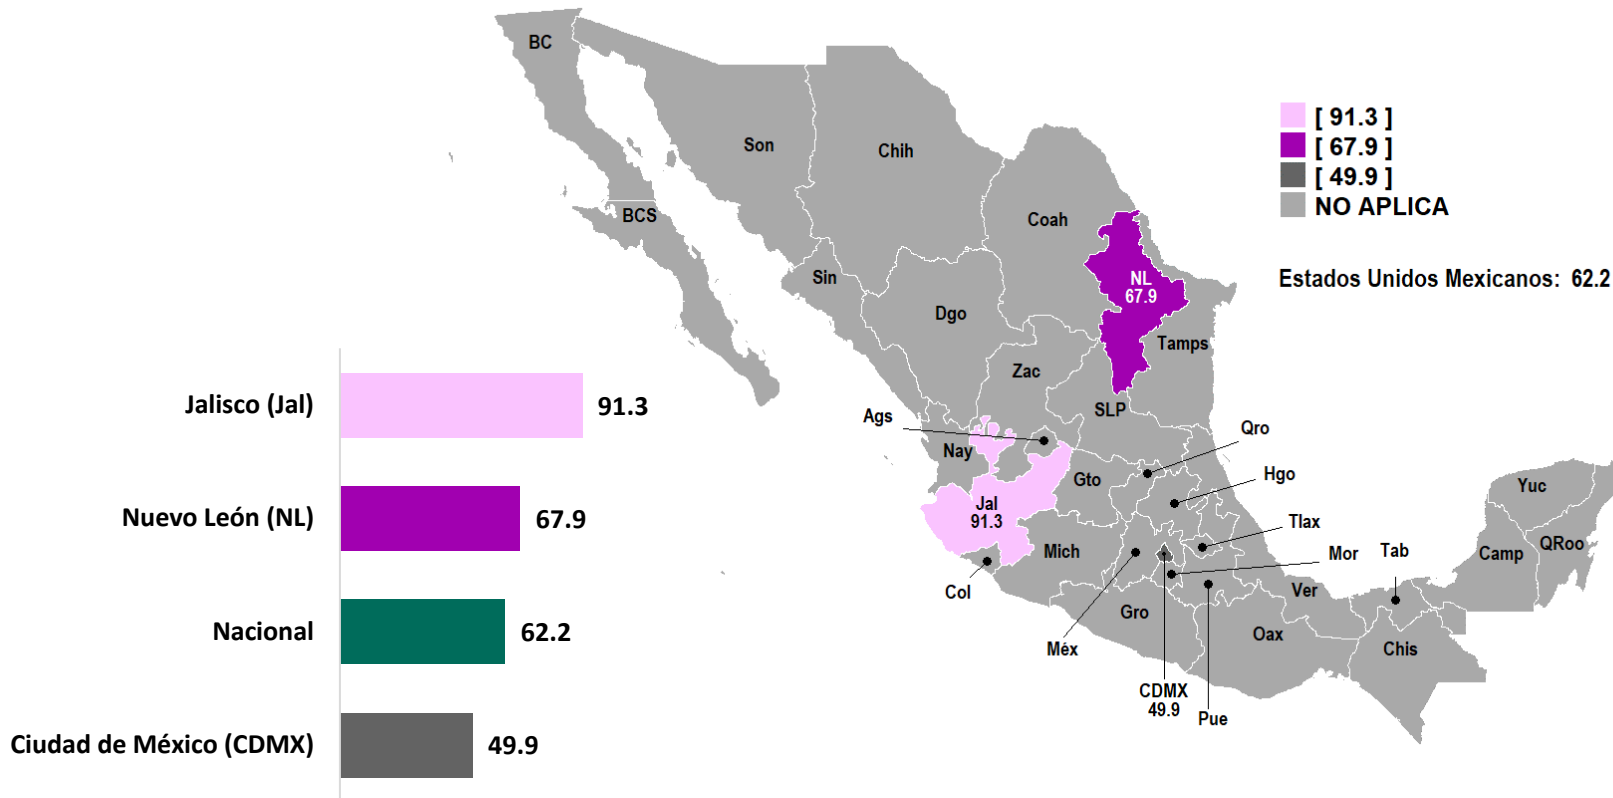 BC
Son
Chih
BCS
Coah
Sin
NL
67.9
Dgo
Tamps
Zac
SLP
Ags
Nay
Qro
Gto
Hgo
Jal
91.3
Tlax
Mich
Mor
Tab
Col
Ver
Gro
Méx
Oax
Chis
CDMX
49.9
Pue
Yuc
Camp
QRoo
[ 91.3 ]
[ 67.9 ]
[ 49.9 ]
NO APLICA
Estados Unidos Mexicanos: 62.2
Jalisco (Jal) 91.3
Nuevo León (NL) 67.9
Nacional 62.2
Ciudad de México (CDMX) 49.9